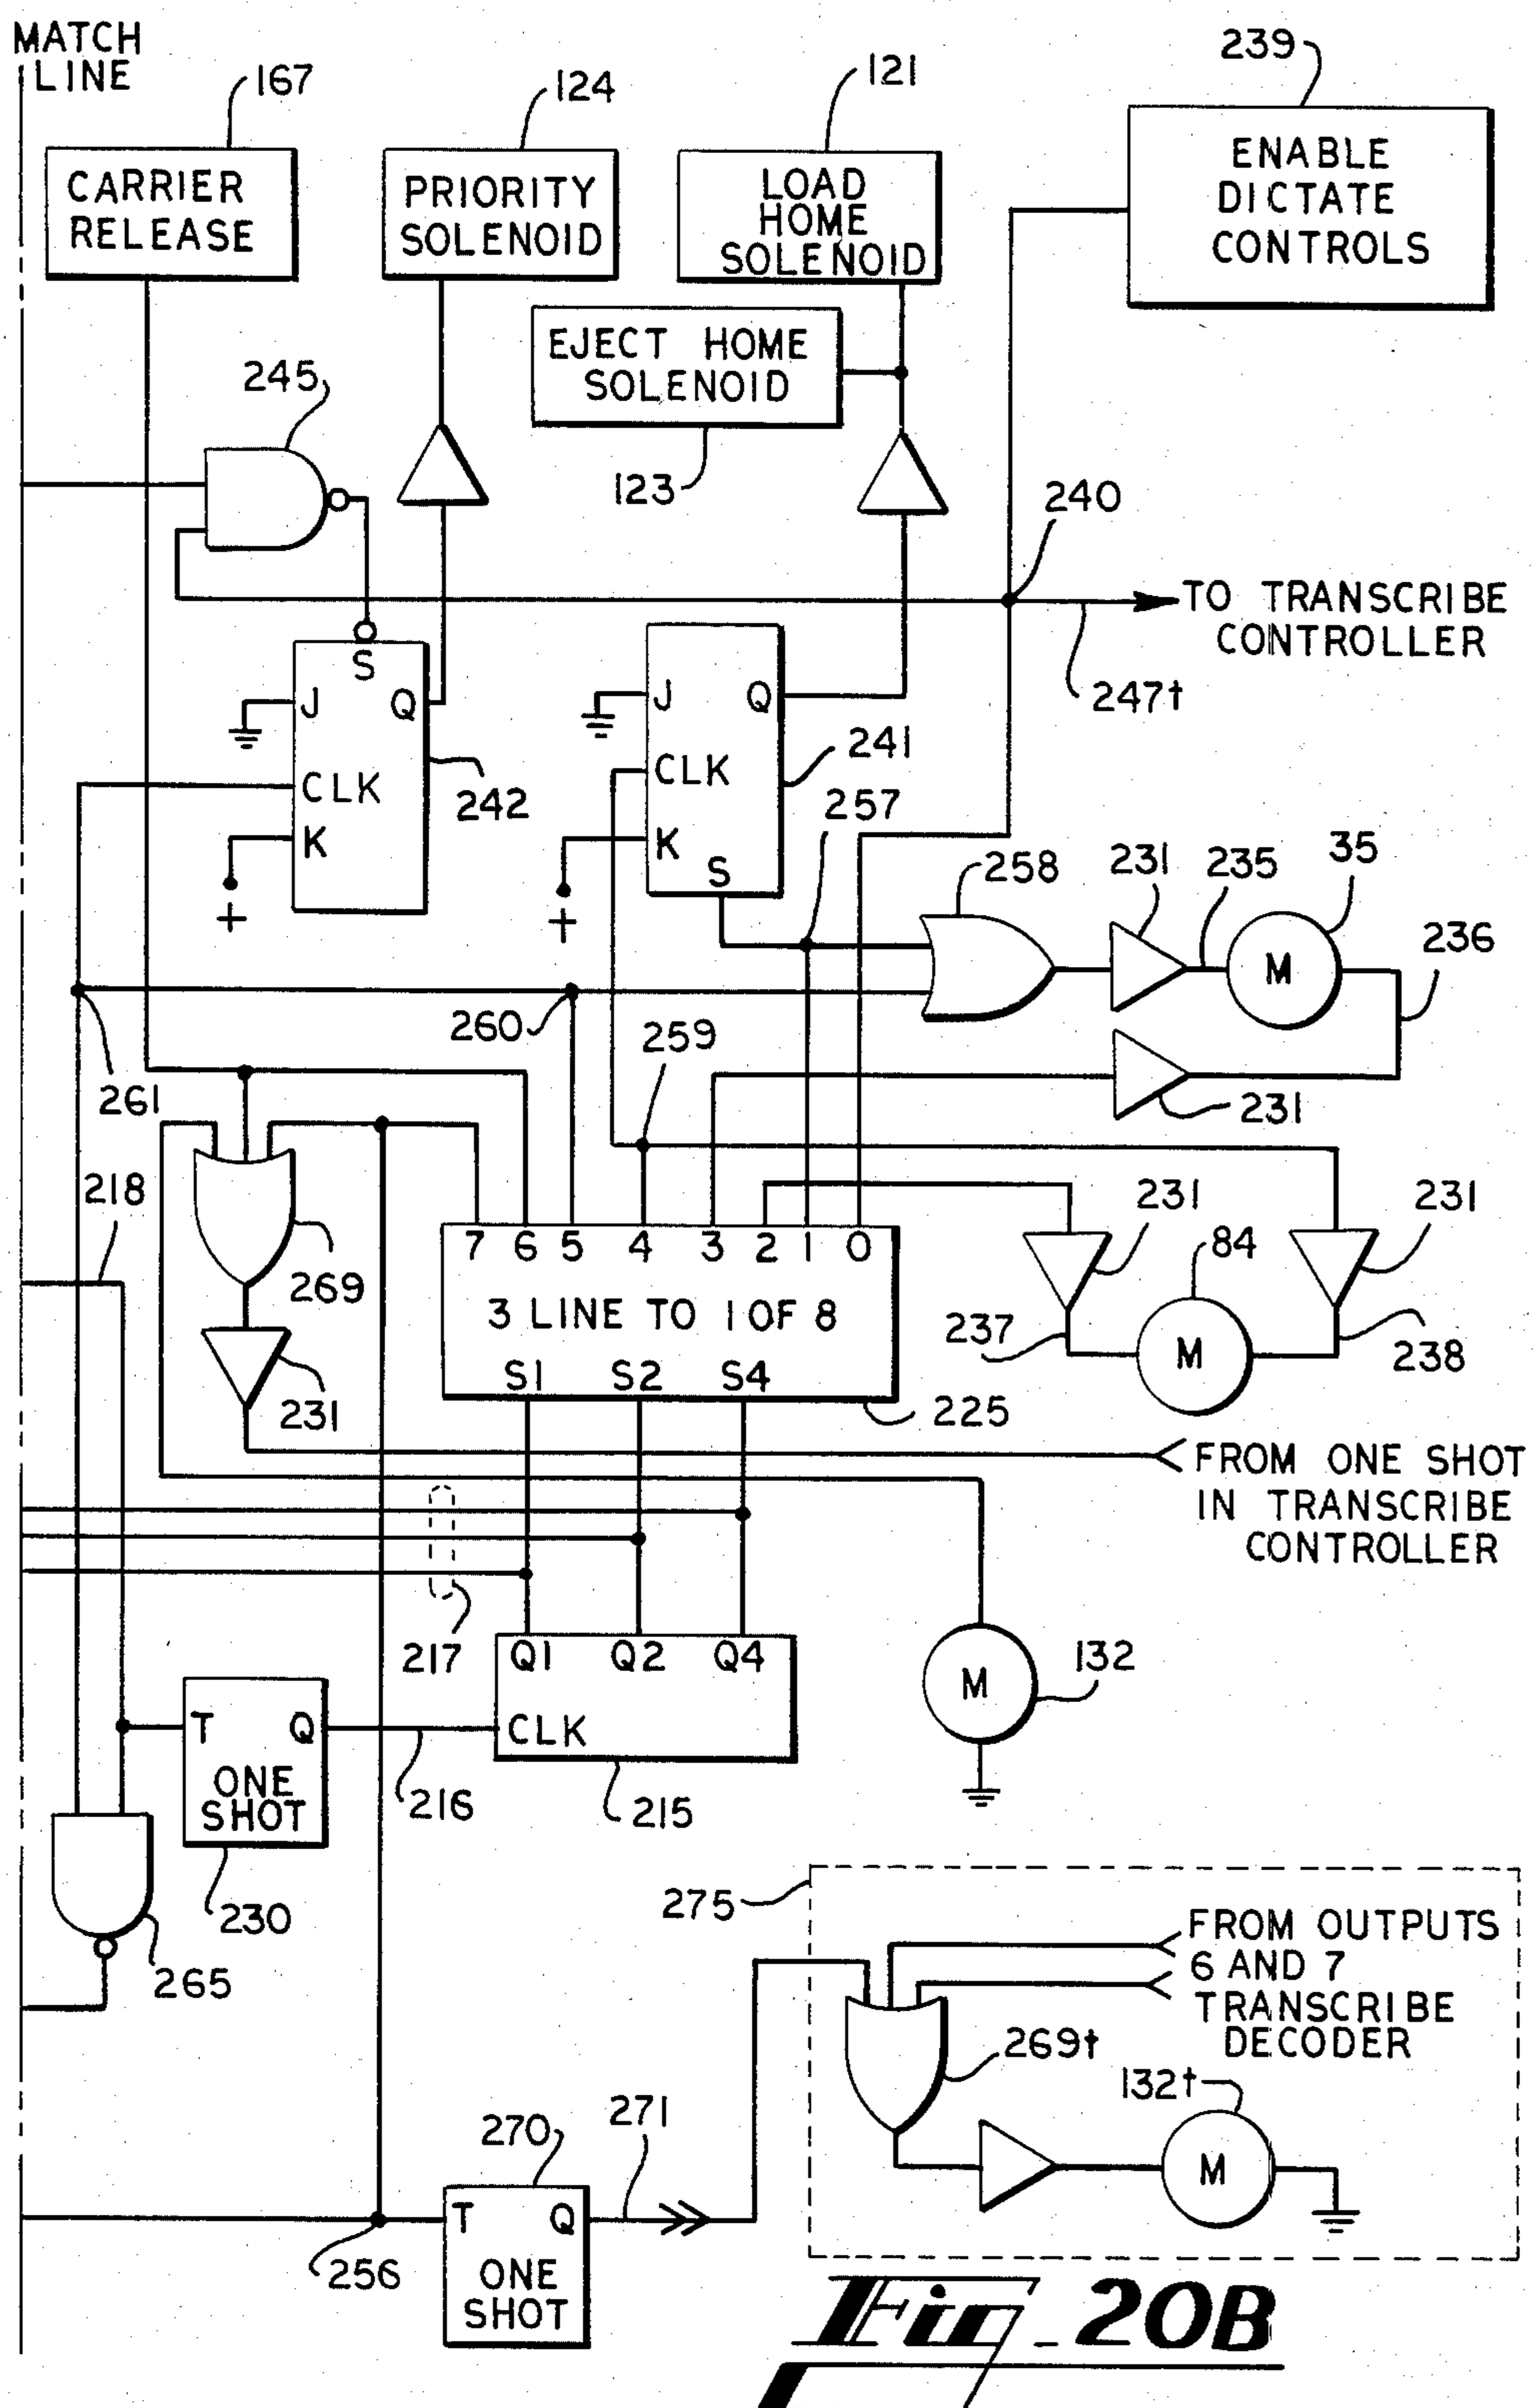 MATCH
LINE
167
124
121
239
CARRIER
RELEASE
PRIORITY
SOLENOID
LOAD
HOME
SOLENOID
ENABLE
DICTATE
CONTROLS
EJECT HOME
SOLENOID
245
123
240
TO TRANSCRIBE
CONTROLLER
247t
S
J
Q
CLK
K
242
+
J
Q
CLK
K
S
241
+
257
258
231
235
35
M
236
260
259
261
231
218
269
231
7 6 5 4 3 2 1 0
3 LINE TO 1 OF 8
S1 S2 S4
225
231
84
231
237
M
238
FROM ONE SHOT
IN TRANSCRIBE
CONTROLLER
217
Q1 Q2 Q4
CLK
215
M
132
T Q
ONE
SHOT
216
230
265
275
FROM OUTPUTS
6 AND 7
TRANSCRIBE
DECODER
269t
132t
M
270
271
T Q
ONE
SHOT
256
Fig_20B